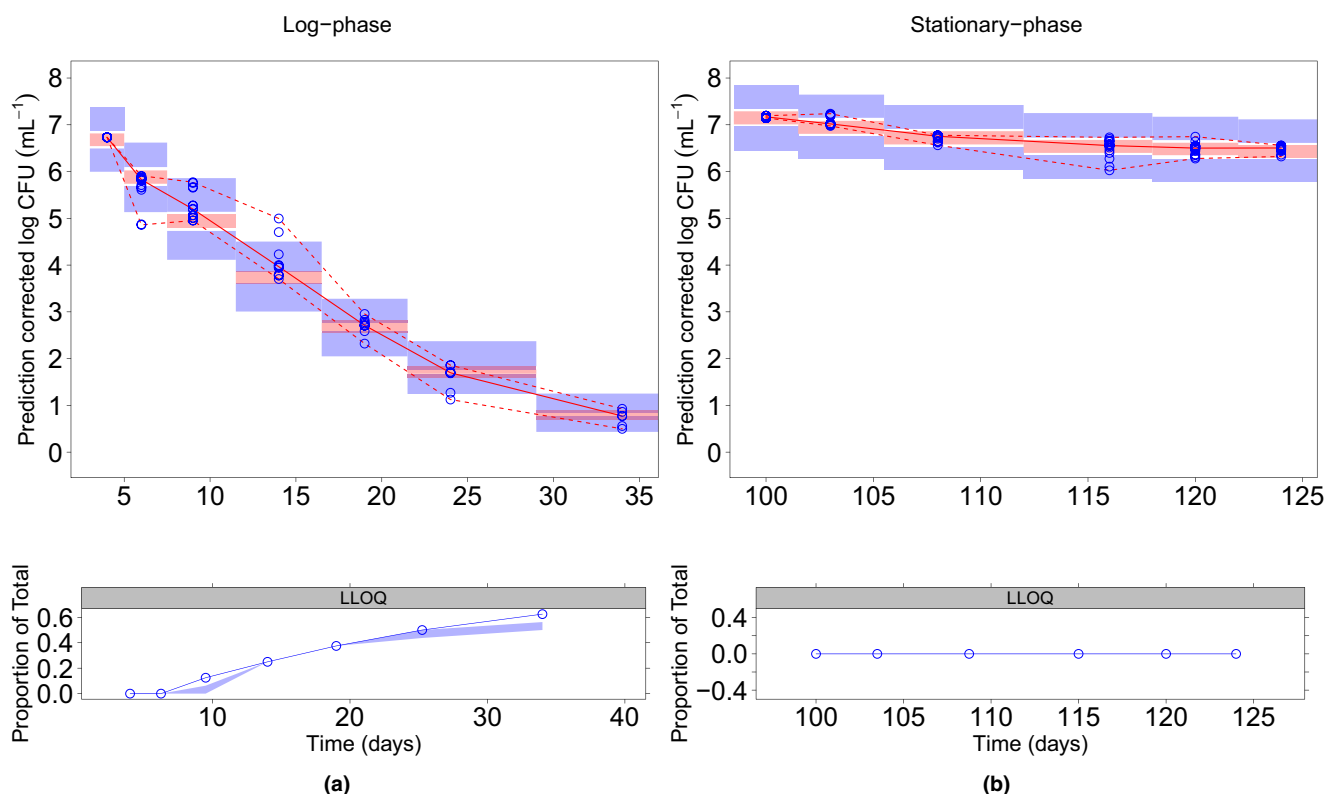 Log−phase
Prediction corrected log CFU (mL⁻¹)
8
7
6
5
4
3
2
1
0
5 10 15 20 25 30 35
Stationary−phase
Prediction corrected log CFU (mL⁻¹)
8
7
6
5
4
3
2
1
0
100 105 110 115 120 125
Proportion of Total
LLOQ
0.6
0.4
0.2
0.0
10 20 30 40
Time (days)
(a)
Proportion of Total
LLOQ
0.4
0.0
−0.4
100 105 110 115 120 125
Time (days)
(b)